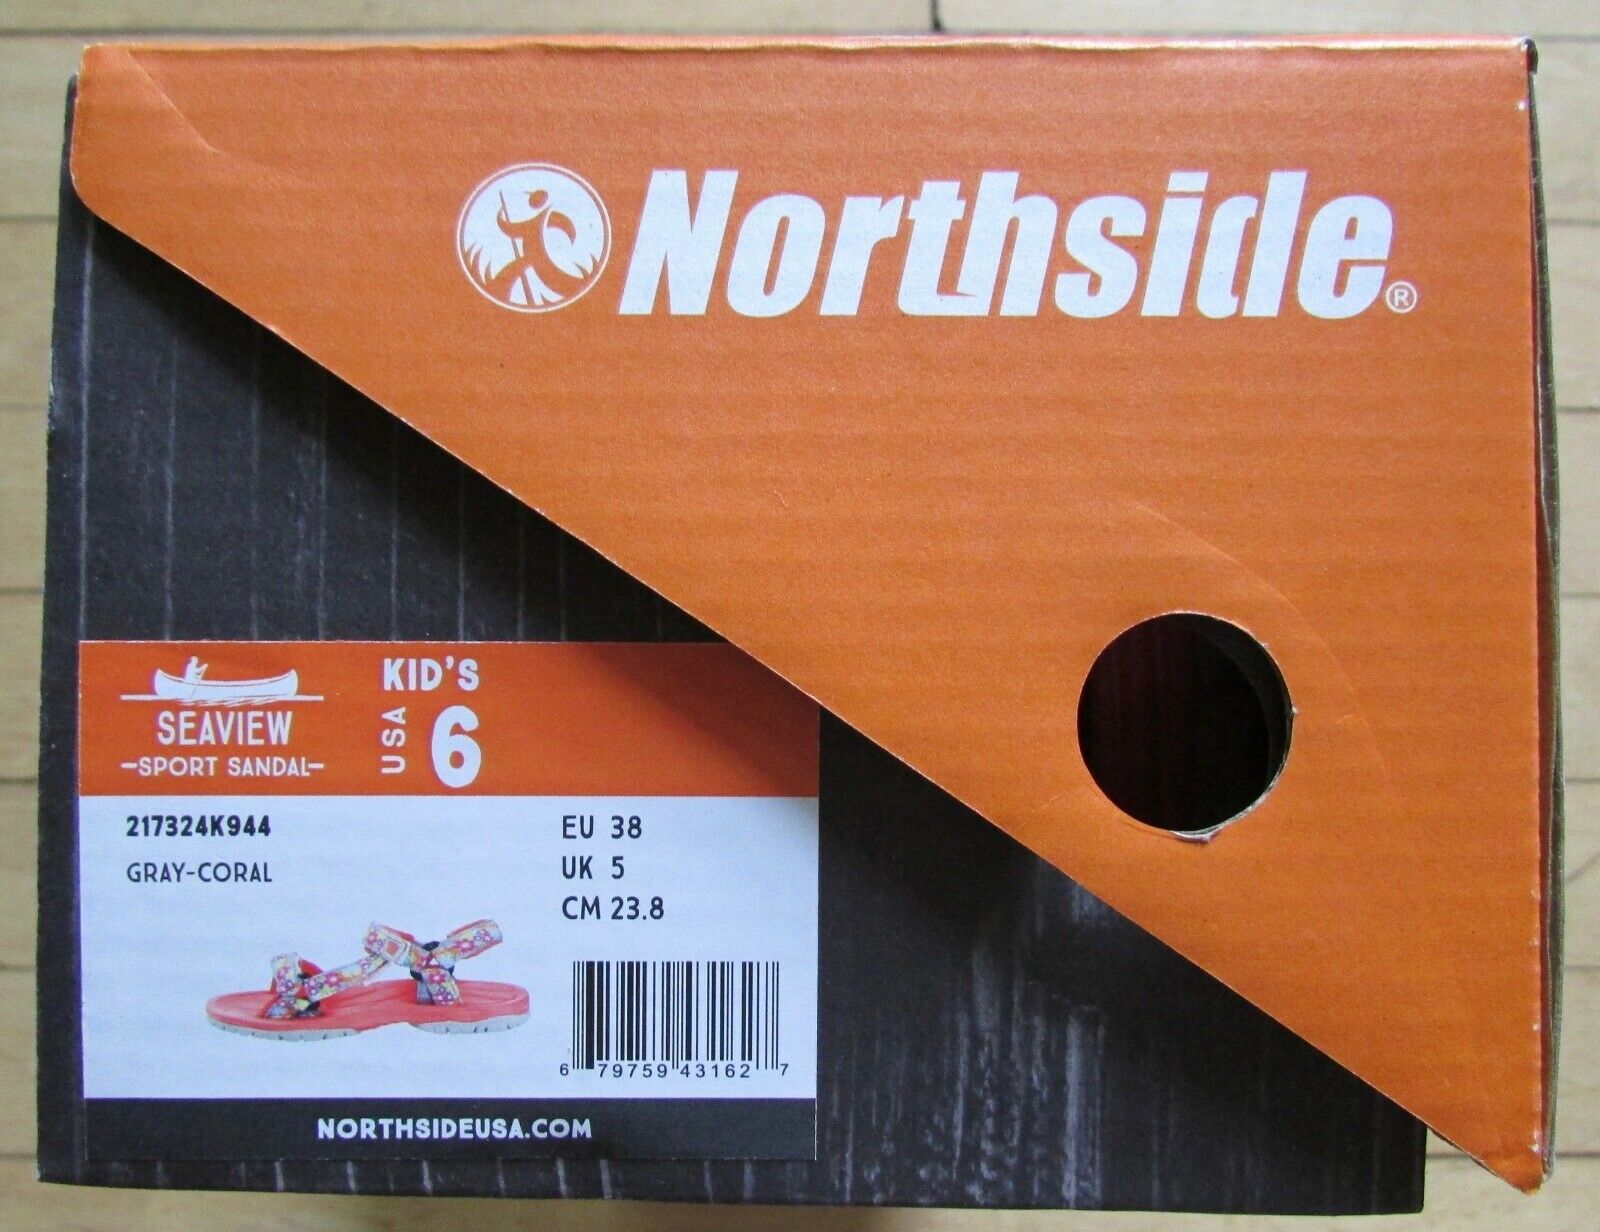 Northside®
SEAVIEW
-SPORT SANDAL-
KID'S
USA 6
217324K944
GRAY-CORAL
EU 38
UK 5
CM 23.8
6 79759 43162 7
NORTHSIDEUSA.COM